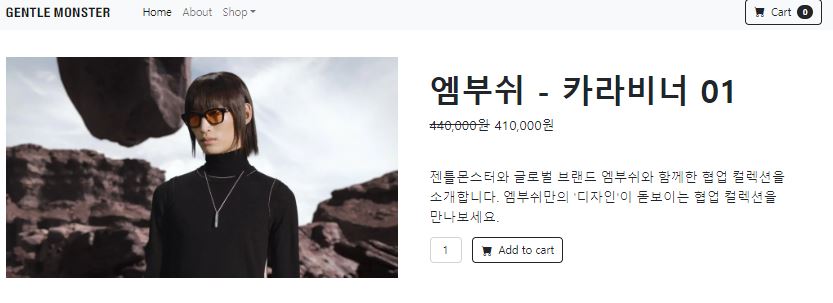 GENTLE MONSTER Home About Shop Cart 0
엠부쉬 - 카라비너 01
440,000원 410,000원
젠틀몬스터와 글로벌 브랜드 엠부쉬와 함께한 협업 컬렉션을
소개합니다. 엠부쉬만의 '디자인'이 돋보이는 협업 컬렉션을
만나보세요.
1 Add to cart